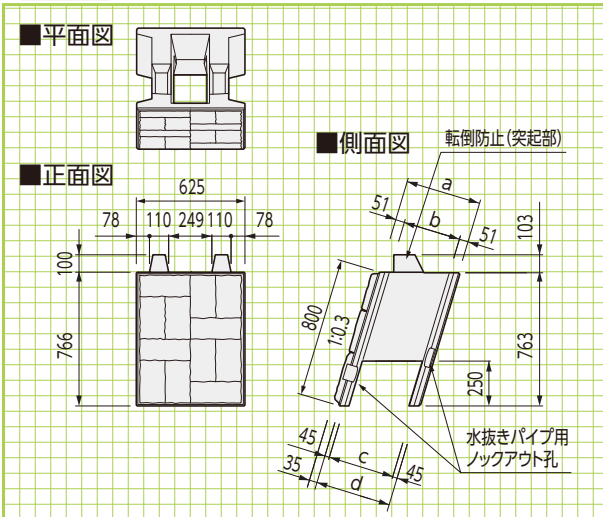 ■平面図
■側面図
転倒防止(突起部)
a
51
b
51
103
■正面図
625
78
110
249
110
78
100
766
800
1:0.3
763
250
45
c
45
35
d
水抜きパイプ用
ノックアウト孔